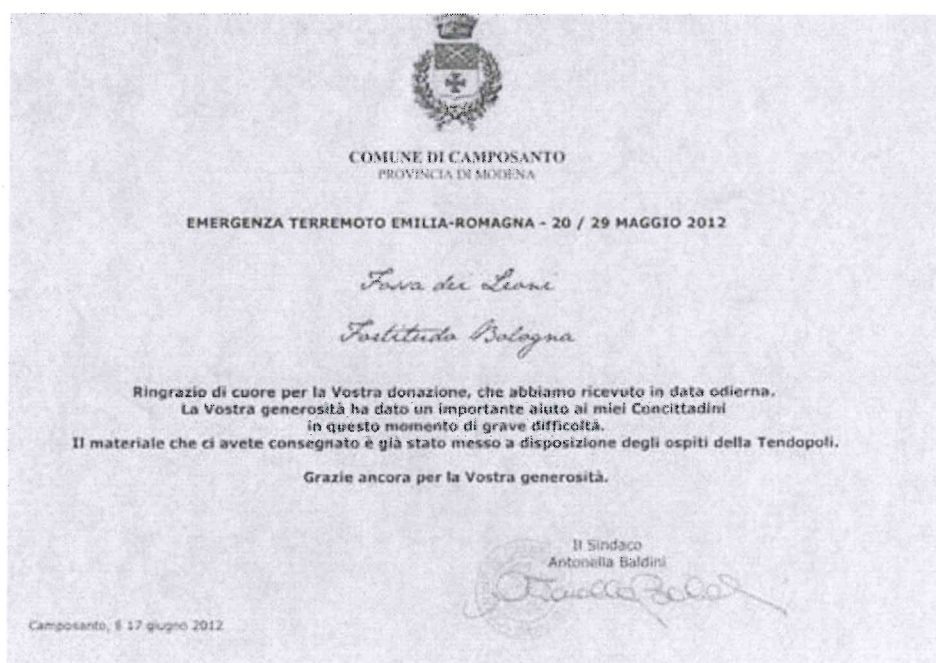 COMUNE DI CAMPOSANTO
PROVINCIA DI MODENA
EMERGENZA TERREMOTO EMILIA-ROMAGNA - 20 / 29 MAGGIO 2012
Fossa dei Leoni
Fortitudo Bologna
Ringrazio di cuore per la Vostra donazione, che abbiamo ricevuto in data odierna.
La Vostra generosità ha dato un importante aiuto ai miei Concittadini
in questo momento di grave difficoltà.
Il materiale che ci avete consegnato è già stato messo a disposizione degli ospiti della Tendopoli.
Grazie ancora per la Vostra generosità.
Il Sindaco
Antonella Baldini
Camposanto, 17 giugno 2012